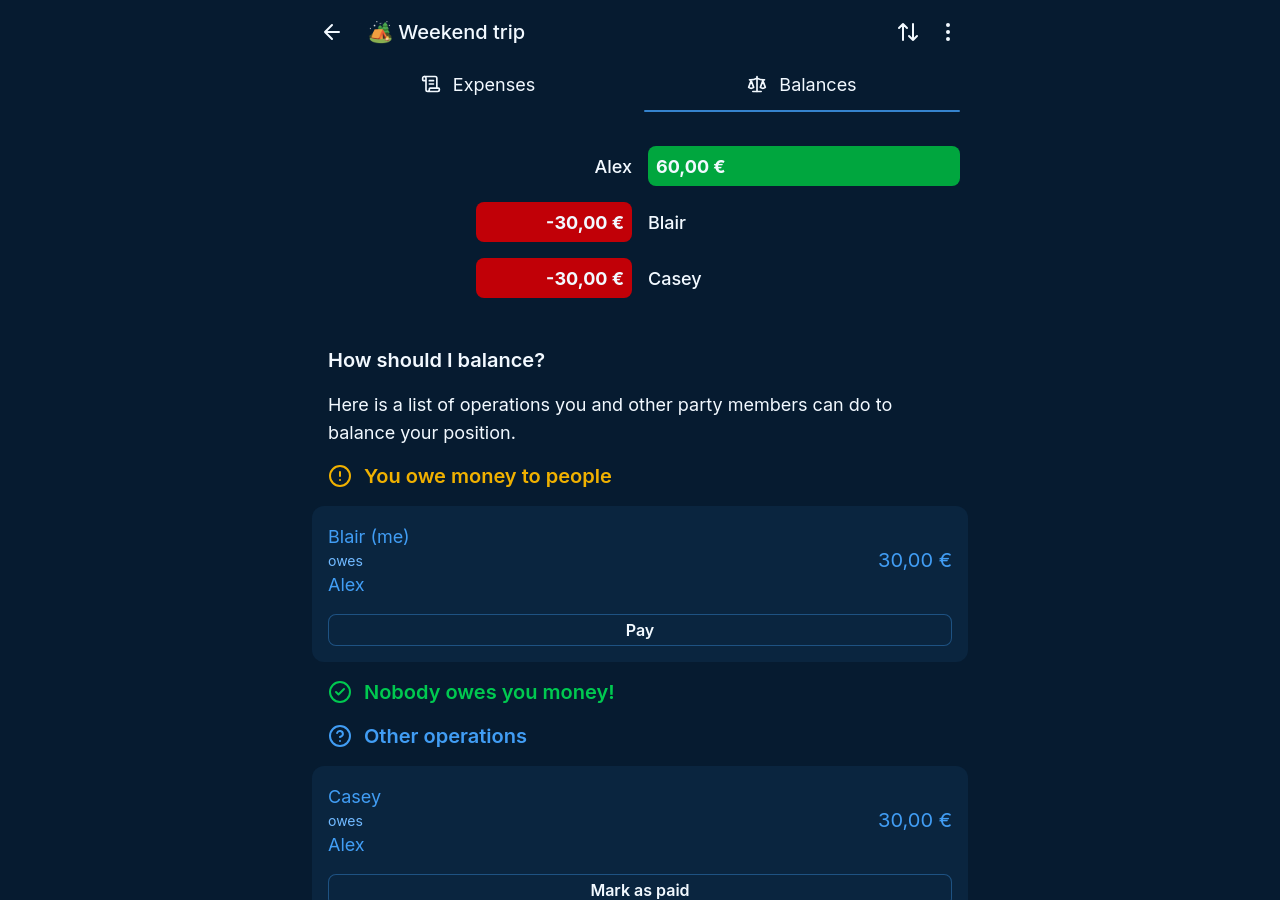 🏕️ Weekend trip
Expenses
Balances
Alex
60,00 €
-30,00 €
Blair
-30,00 €
Casey
How should I balance?
Here is a list of operations you and other party members can do to
balance your position.
You owe money to people
Blair (me)
owes
Alex
30,00 €
Pay
Nobody owes you money!
Other operations
Casey
owes
Alex
30,00 €
Mark as paid